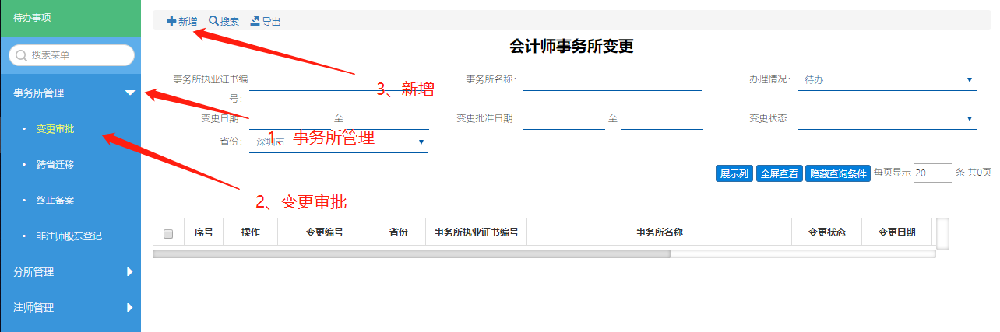 待办事项
搜索菜单
事务所管理
变更审批
跨省迁移
终止备案
非注师股东登记
分所管理
注师管理
新增 搜索 导出
会计师事务所变更
事务所执业证书编号：
事务所名称：
办理情况： 待办
3、新增
变更日期： 至
变更批准日期： 至
变更状态：
省份： 深圳市
1、事务所管理
2、变更审批
展示列 全屏查看 隐藏查询条件 每页显示 20 条 共0页
序号 操作 变更编号 省份 事务所执业证书编号 事务所名称 变更状态 变更日期